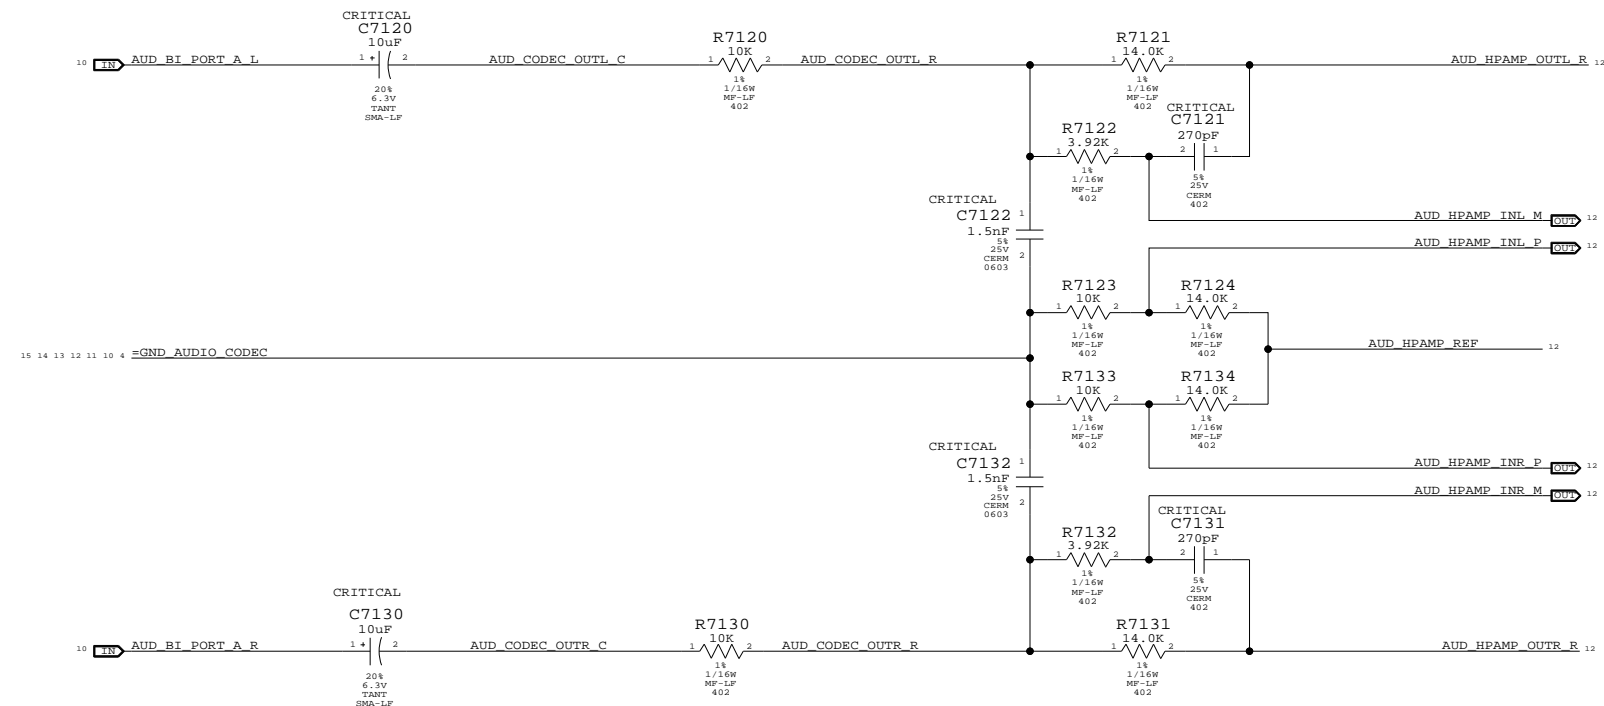 CRITICAL
C7120
10uF
10 IN AUD_BI_PORT_A_L 1 + 2 AUD_CODEC_OUTL_C
20%
6.3V
TANT
SMA-LF
R7120
10K
1 2 AUD_CODEC_OUTL_R
1%
1/16W
MF-LF
402
R7121
14.0K
1 2 AUD_HPAMP_OUTL_R 12
1%
1/16W
MF-LF
402
CRITICAL
C7121
270pF
2 1
5%
25V
CERM
402
R7122
3.92K
1 2
1%
1/16W
MF-LF
402
CRITICAL
C7122 1
1.5nF
5%
25V
CERM 2
0603
AUD_HPAMP_INL_M OUT 12
AUD_HPAMP_INL_P OUT 12
R7123
10K
1 2
1%
1/16W
MF-LF
402
R7124
14.0K
1 2
1%
1/16W
MF-LF
402
15 14 13 12 11 10 4 =GND_AUDIO_CODEC
AUD_HPAMP_REF 12
R7133
10K
1 2
1%
1/16W
MF-LF
402
R7134
14.0K
1 2
1%
1/16W
MF-LF
402
CRITICAL
C7132 1
1.5nF
5%
25V
CERM 2
0603
AUD_HPAMP_INR_P OUT 12
AUD_HPAMP_INR_M OUT 12
CRITICAL
C7131
270pF
2 1
5%
25V
CERM
402
R7132
3.92K
1 2
1%
1/16W
MF-LF
402
CRITICAL
C7130
10uF
10 IN AUD_BI_PORT_A_R 1 + 2 AUD_CODEC_OUTR_C
20%
6.3V
TANT
SMA-LF
R7130
10K
1 2 AUD_CODEC_OUTR_R
1%
1/16W
MF-LF
402
R7131
14.0K
1 2 AUD_HPAMP_OUTR_R 12
1%
1/16W
MF-LF
402